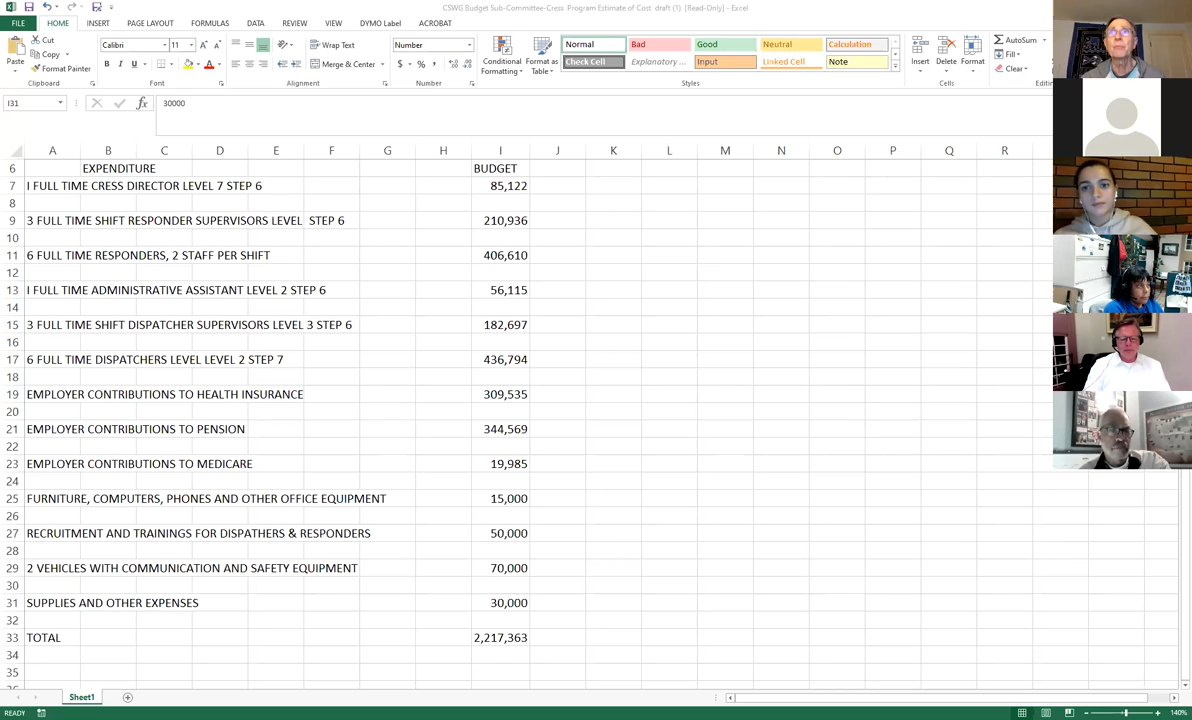 CSWG Budget Sub-Committee-Cress Program Estimate of Cost draft (1) [Read-Only] - Excel
FILE HOME INSERT PAGE LAYOUT FORMULAS DATA REVIEW VIEW DYMO Label ACROBAT
Cut Calibri 11 Wrap Text Number Normal Bad Good Neutral Calculation AutoSum
Copy Fill
Paste Format Painter B I U Merge & Center $ % Conditional Formatting Format as Table Check Cell Explanatory ... Input Linked Cell Note Insert Delete Format Clear
Clipboard Font Alignment Number Styles Cells
I31 fx 30000
A B C D E F G H I J K L M N O P Q R
6 EXPENDITURE BUDGET
7 I FULL TIME CRESS DIRECTOR LEVEL 7 STEP 6 85,122
8
9 3 FULL TIME SHIFT RESPONDER SUPERVISORS LEVEL STEP 6 210,936
10
11 6 FULL TIME RESPONDERS, 2 STAFF PER SHIFT 406,610
12
13 I FULL TIME ADMINISTRATIVE ASSISTANT LEVEL 2 STEP 6 56,115
14
15 3 FULL TIME SHIFT DISPATCHER SUPERVISORS LEVEL 3 STEP 6 182,697
16
17 6 FULL TIME DISPATCHERS LEVEL LEVEL 2 STEP 7 436,794
18
19 EMPLOYER CONTRIBUTIONS TO HEALTH INSURANCE 309,535
20
21 EMPLOYER CONTRIBUTIONS TO PENSION 344,569
22
23 EMPLOYER CONTRIBUTIONS TO MEDICARE 19,985
24
25 FURNITURE, COMPUTERS, PHONES AND OTHER OFFICE EQUIPMENT 15,000
26
27 RECRUITMENT AND TRAININGS FOR DISPATHERS & RESPONDERS 50,000
28
29 2 VEHICLES WITH COMMUNICATION AND SAFETY EQUIPMENT 70,000
30
31 SUPPLIES AND OTHER EXPENSES 30,000
32
33 TOTAL 2,217,363
34
35
Sheet1
READY 140%